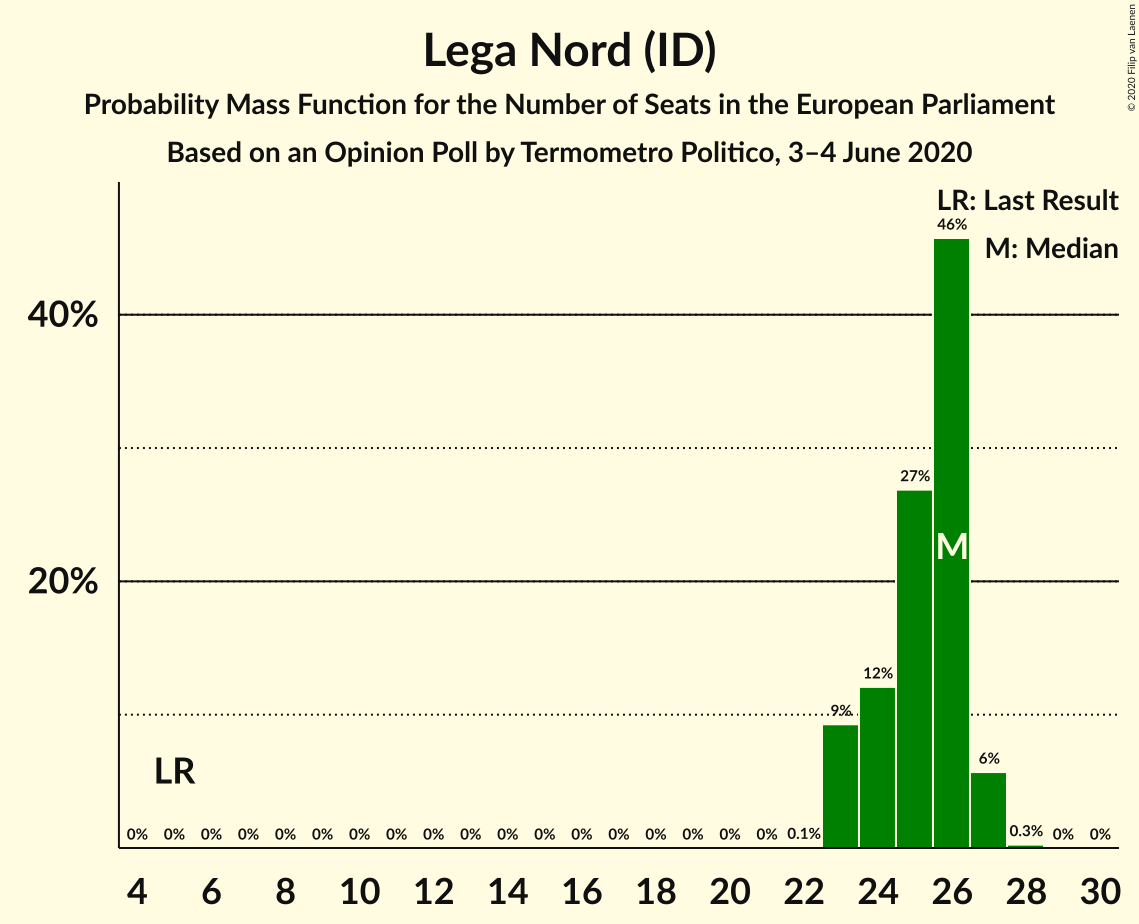 Lega Nord (ID)
Probability Mass Function for the Number of Seats in the European Parliament
Based on an Opinion Poll by Termometro Politico, 3–4 June 2020
© 2020 Filip van Laenen
LR: Last Result
M: Median
46%
40%
27%
M
20%
12%
9%
6%
LR
0% 0% 0% 0% 0% 0% 0% 0% 0% 0% 0% 0% 0% 0% 0% 0% 0% 0% 0.1% 0.3% 0% 0%
4 6 8 10 12 14 16 18 20 22 24 26 28 30